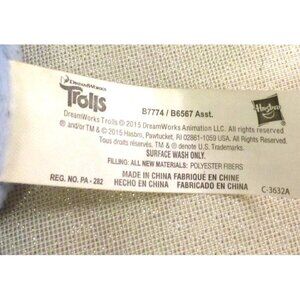 DREAMWORKS
Trolls
B7774 / B6567 Asst.
Hasbro
DreamWorks Trolls © 2015 DreamWorks Animation LLC. All rights reserved
® and/or TM & © 2015 Hasbro, Pawtucket, RI 02861-1059 USA. All Rights Reserved.
Tous droits réservés. TM & ® denote U.S. Trademarks.
SURFACE WASH ONLY.
FILLING: ALL NEW MATERIALS: POLYESTER FIBERS
REG. NO. PA - 282
MADE IN CHINA FABRIQUÉ EN CHINE
HECHO EN CHINA FABRICADO NA CHINA
C-3632A